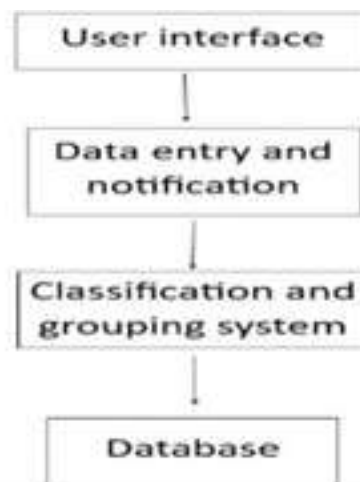 User interface
Data entry and
notification
Classification and
grouping system
Database